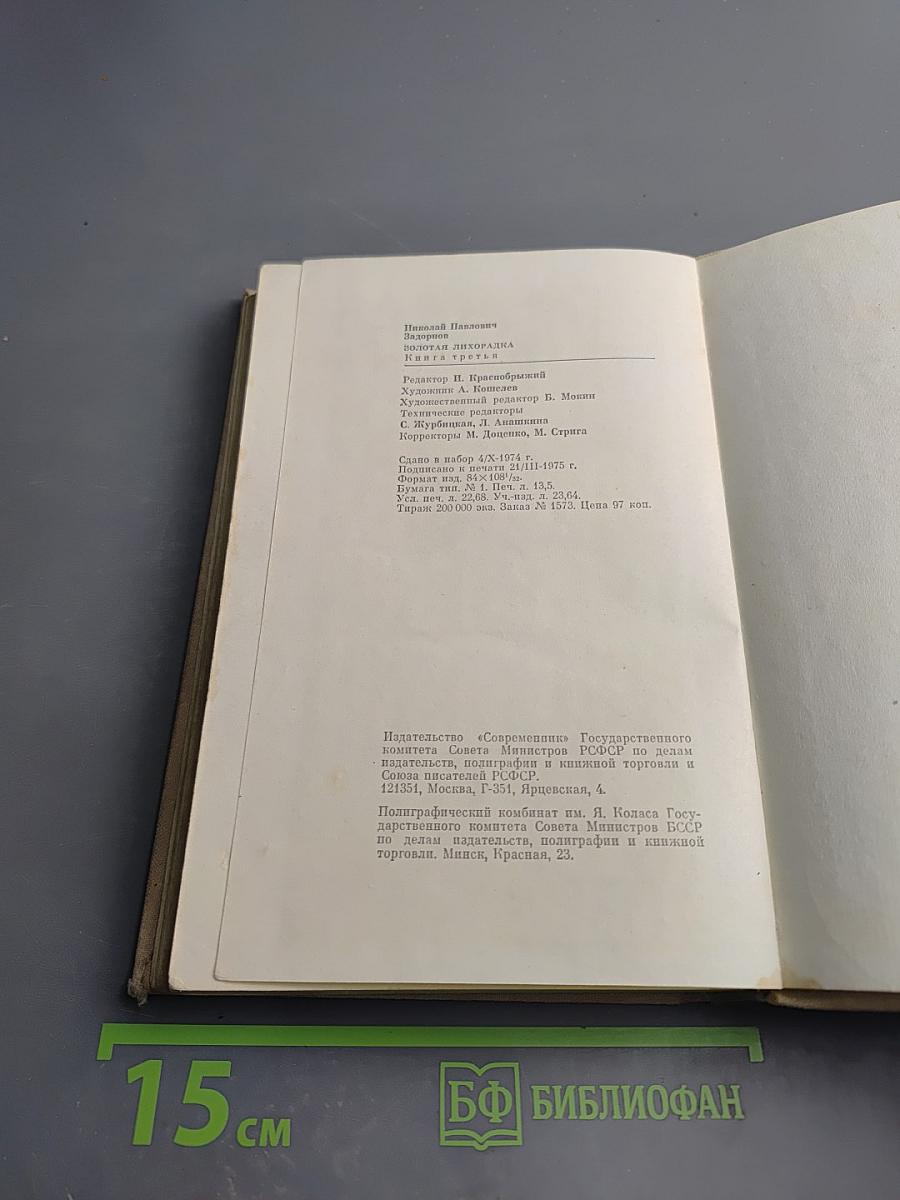 Николай Павлович
Задорнов
ЗОЛОТАЯ ЛИХОРАДКА
Книга третья
Редактор И. Краснобрыжий
Художник А. Кошелев
Художественный редактор Б. Мокин
Технические редакторы
С. Журбицкая, Л. Анашкина
Корректоры М. Доценко, М. Стрига
Сдано в набор 4/X-1974 г.
Подписано к печати 21/III-1975 г.
Формат изд. 84×108¹/₃₂.
Бумага тип. № 1. Печ. л. 13,5.
Усл. печ. л. 22,68. Уч.-изд. л. 23,64.
Тираж 200 000 экз. Заказ № 1573. Цена 97 коп.
Издательство «Современник» Государственного
комитета Совета Министров РСФСР по делам
издательств, полиграфии и книжной торговли и
Союза писателей РСФСР.
121351, Москва, Г-351, Ярцевская, 4.
Полиграфический комбинат им. Я. Коласа Госу-
дарственного комитета Совета Министров БССР
по делам издательств, полиграфии и книжной
торговли. Минск, Красная, 23.
15 см
БФ БИБЛИОФАН